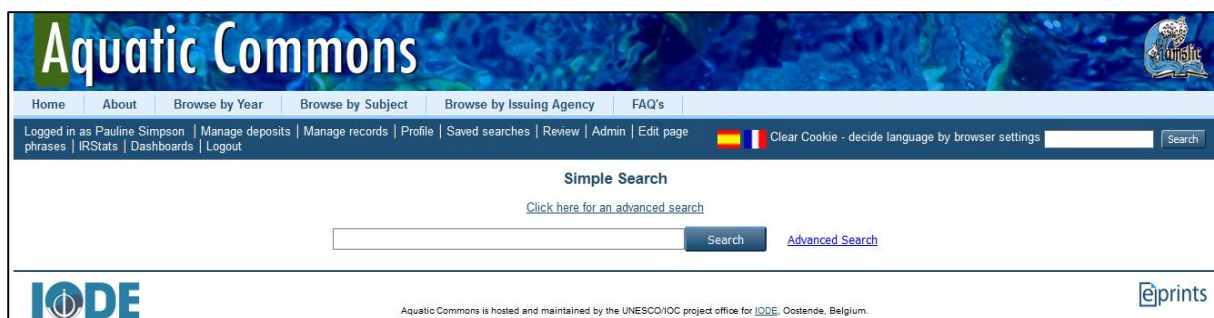 Aquatic Commons
iamslic
Home About Browse by Year Browse by Subject Browse by Issuing Agency FAQ's
Logged in as Pauline Simpson | Manage deposits | Manage records | Profile | Saved searches | Review | Admin | Edit page
phrases | IRStats | Dashboards | Logout
Clear Cookie - decide language by browser settings
Search
Simple Search
Click here for an advanced search
Search Advanced Search
IODE
Aquatic Commons is hosted and maintained by the UNESCO/IOC project office for IODE, Oostende, Belgium.
eprints